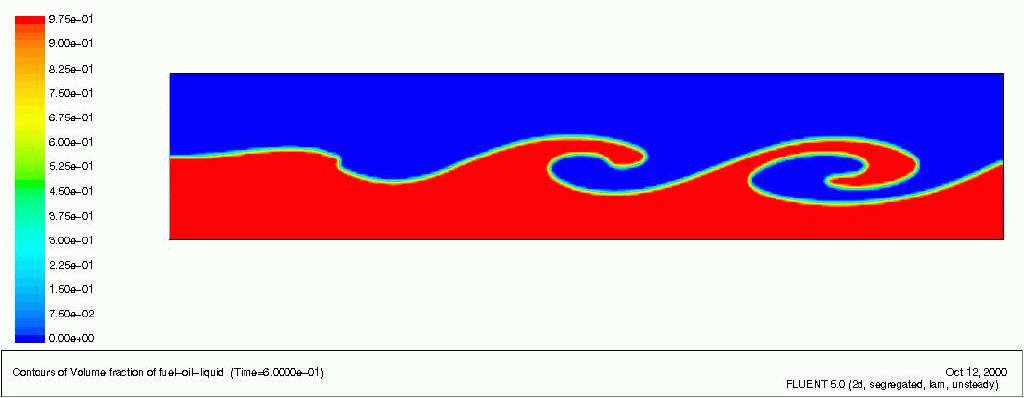 9.75e-01
9.00e-01
8.25e-01
7.50e-01
6.75e-01
6.00e-01
5.25e-01
4.50e-01
3.75e-01
3.00e-01
2.25e-01
1.50e-01
7.50e-02
0.00e+00
Contours of Volume fraction of fuel-oil-liquid (Time=6.0000e-01)
Oct 12, 2000
FLUENT 5.0 (2d, segregated, lam, unsteady)